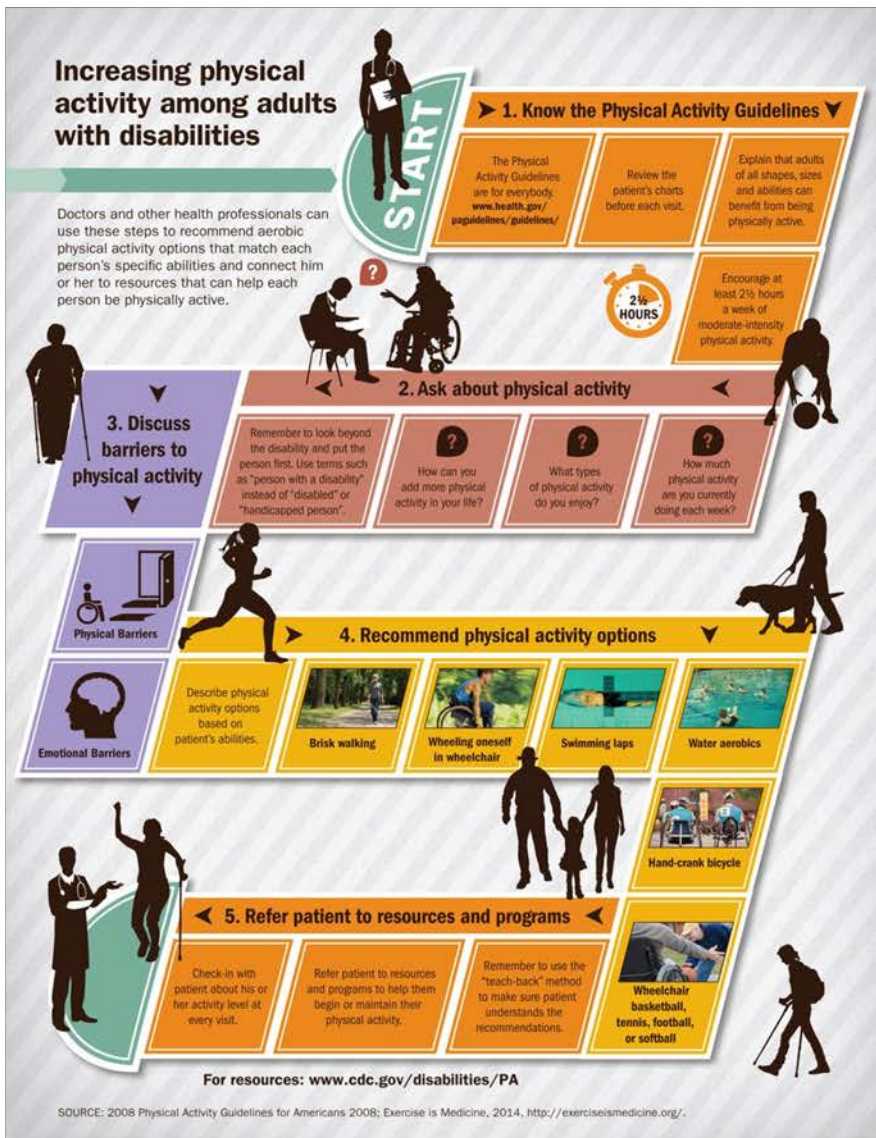 Increasing physical
activity among adults
with disabilities
Doctors and other health professionals can
use these steps to recommend aerobic
physical activity options that match each
person's specific abilities and connect him
or her to resources that can help each
person be physically active.
START
1. Know the Physical Activity Guidelines
The Physical
Activity Guidelines
are for everybody.
www.health.gov/
paguidelines/guidelines/
Review the
patient's charts
before each visit.
Explain that adults
of all shapes, sizes
and abilities can
benefit from being
physically active.
2½
HOURS
Encourage at
least 2½ hours
a week of
moderate-intensity
physical activity.
?
2. Ask about physical activity
?
How much
physical activity
are you currently
doing each week?
?
What types
of physical activity
do you enjoy?
?
How can you
add more physical
activity in your life?
Remember to look beyond
the disability and put the
person first. Use terms such
as "person with a disability"
instead of "disabled" or
"handicapped person".
3. Discuss
barriers to
physical activity
Physical Barriers
Emotional Barriers
4. Recommend physical activity options
Describe physical
activity options
based on
patient's abilities.
Brisk walking
Wheeling oneself
in wheelchair
Swimming laps
Water aerobics
Hand-crank bicycle
Wheelchair
basketball,
tennis, football,
or softball
5. Refer patient to resources and programs
Remember to use the
"teach-back" method
to make sure patient
understands the
recommendations.
Refer patient to resources
and programs to help them
begin or maintain their
physical activity.
Check-in with
patient about his or
her activity level at
every visit.
For resources: www.cdc.gov/disabilities/PA
SOURCE: 2008 Physical Activity Guidelines for Americans 2008; Exercise is Medicine, 2014, http://exerciseismedicine.org/.